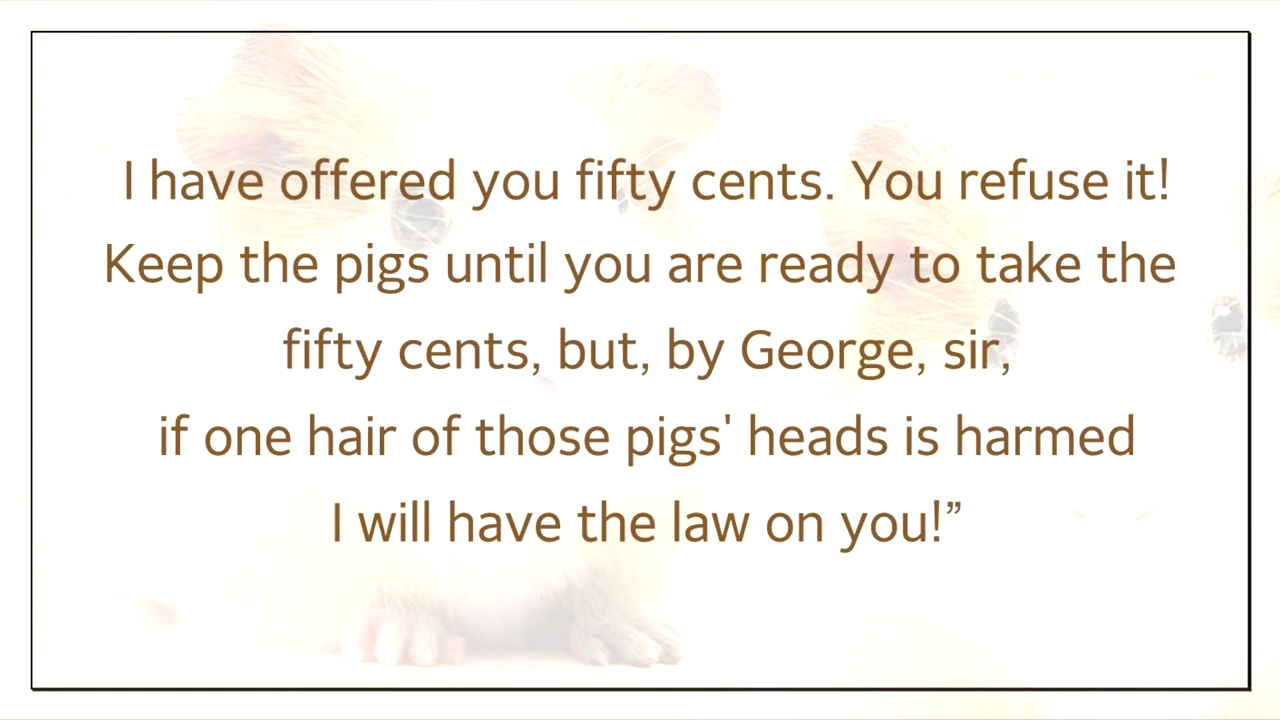 I have offered you fifty cents. You refuse it!
Keep the pigs until you are ready to take the
fifty cents, but, by George, sir,
if one hair of those pigs' heads is harmed
I will have the law on you!”